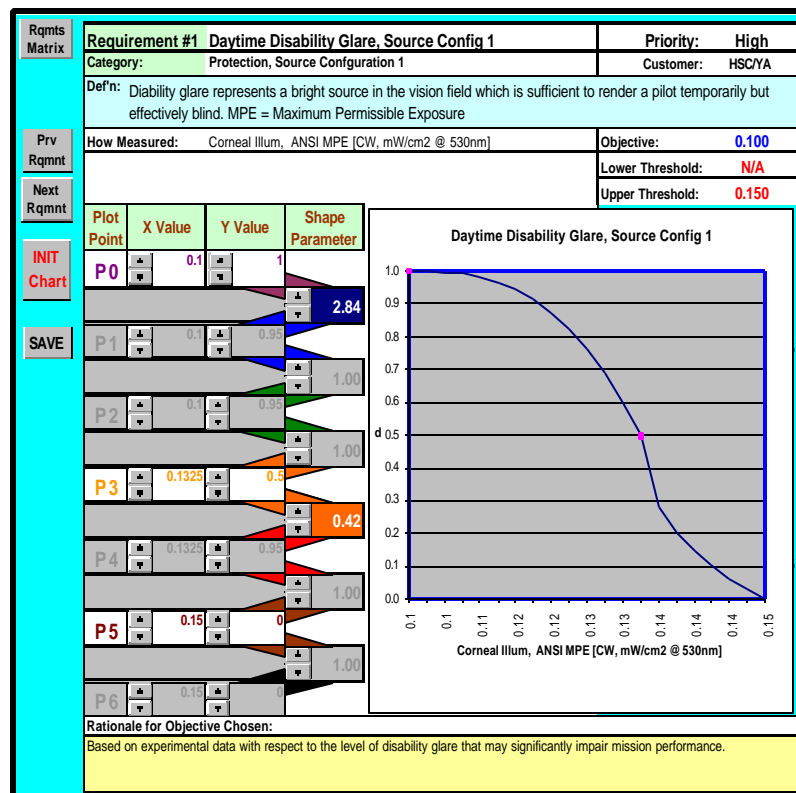 Rqmts
Matrix
Requirement #1 Daytime Disability Glare, Source Config 1 Priority: High
Category: Protection, Source Confguration 1 Customer: HSC/YA
Def'n: Diability glare represents a bright source in the vision field which is sufficient to render a pilot temporarily but
effectively blind. MPE = Maximum Permissible Exposure
Prv
Rqmnt
How Measured: Corneal Illum, ANSI MPE [CW, mW/cm2 @ 530nm]
Objective: 0.100
Lower Threshold: N/A
Upper Threshold: 0.150
Next
Rqmnt
INIT
Chart
SAVE
Plot
Point
X Value
Y Value
Shape
Parameter
P0 0.1 1
2.84
P1 0.1 0.95
1.00
P2 0.1 0.95
1.00
P3 0.1325 0.5
0.42
P4 0.1325 0.95
1.00
P5 0.15 0
1.00
P6 0.15 0
Daytime Disability Glare, Source Config 1
1.0
0.9
0.8
0.7
0.6
d 0.5
0.4
0.3
0.2
0.1
0.0
0.1 0.1 0.11 0.12 0.12 0.13 0.13 0.14 0.14 0.14 0.15
Corneal Illum, ANSI MPE [CW, mW/cm2 @ 530nm]
Rationale for Objective Chosen:
Based on experimental data with respect to the level of disability glare that may significantly impair mission performance.